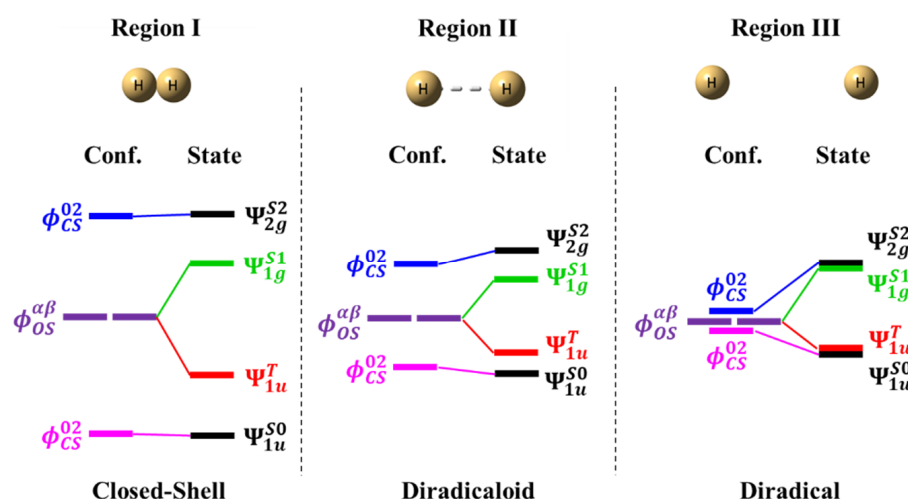 Region I
Region II
Region III
H H
H H
H H
Conf. State
Conf. State
Conf. State
ϕ_CS^02
Ψ_2g^S2
Ψ_1g^S1
ϕ_OS^αβ
Ψ_1u^T
ϕ_CS^02
Ψ_1u^S0
ϕ_CS^02
Ψ_2g^S2
Ψ_1g^S1
ϕ_OS^αβ
Ψ_1u^T
ϕ_CS^02
Ψ_1u^S0
Ψ_2g^S2
ϕ_CS^02
Ψ_1g^S1
ϕ_OS^αβ
Ψ_1u^T
ϕ_CS^02
Ψ_1u^S0
Closed-Shell
Diradicaloid
Diradical